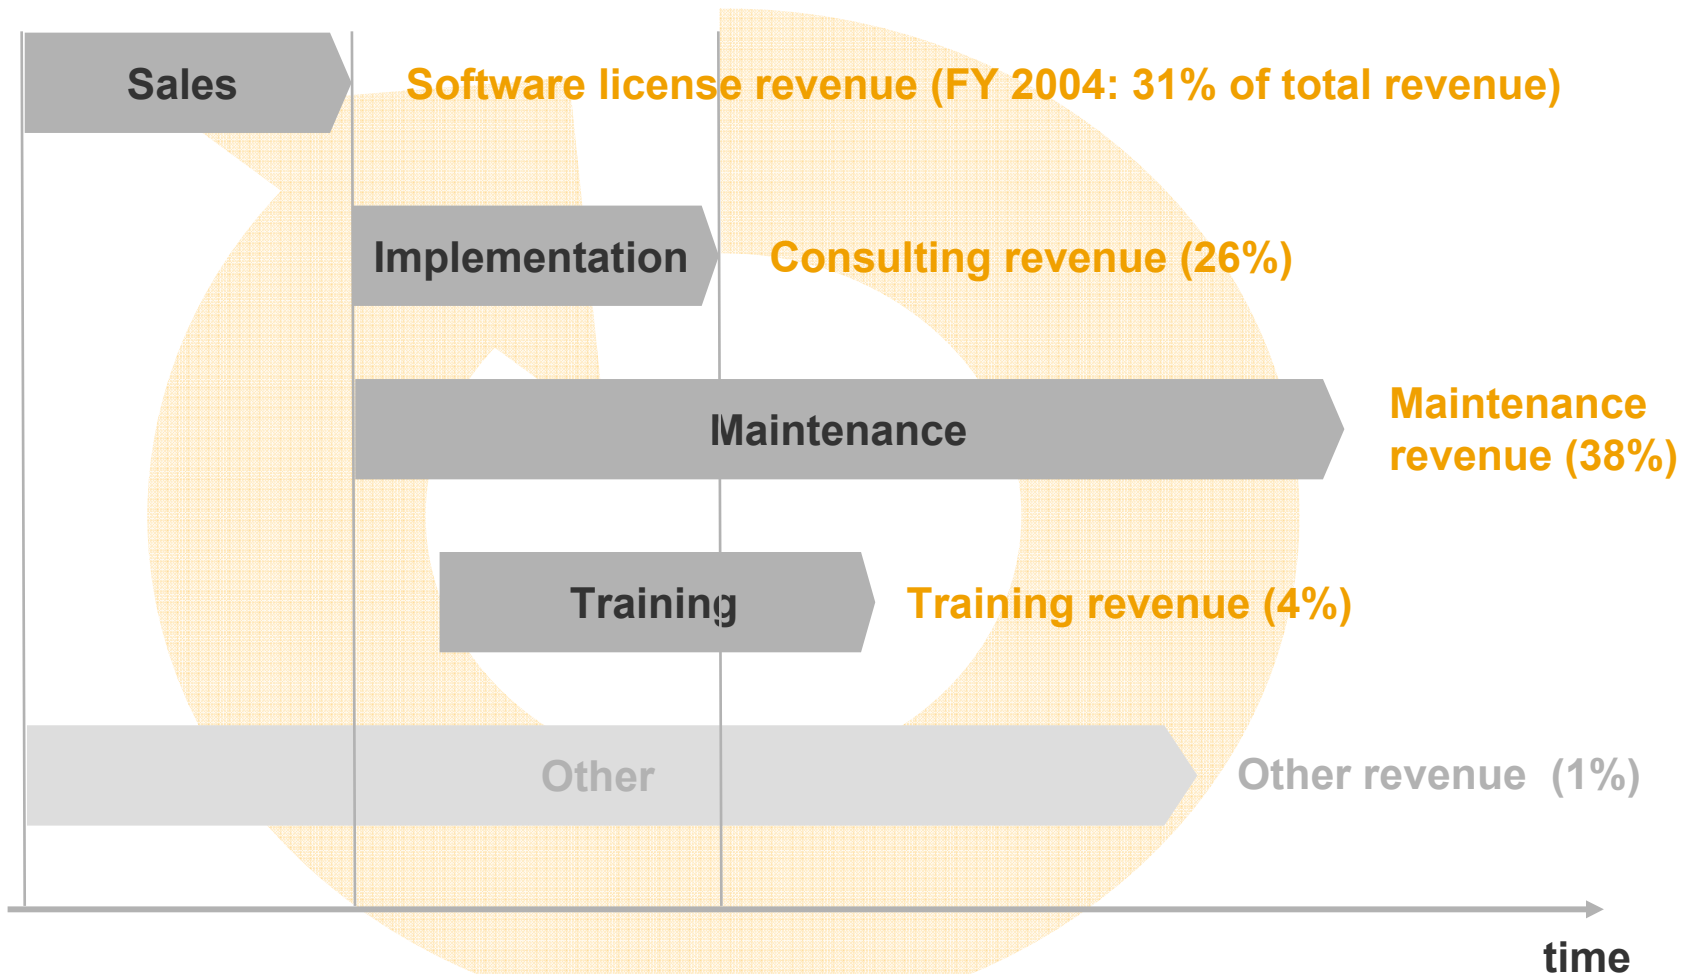 Sales
Software license revenue (FY 2004: 31% of total revenue)
Implementation
Consulting revenue (26%)
Maintenance
Maintenance
revenue (38%)
Training
Training revenue (4%)
Other
Other revenue (1%)
time